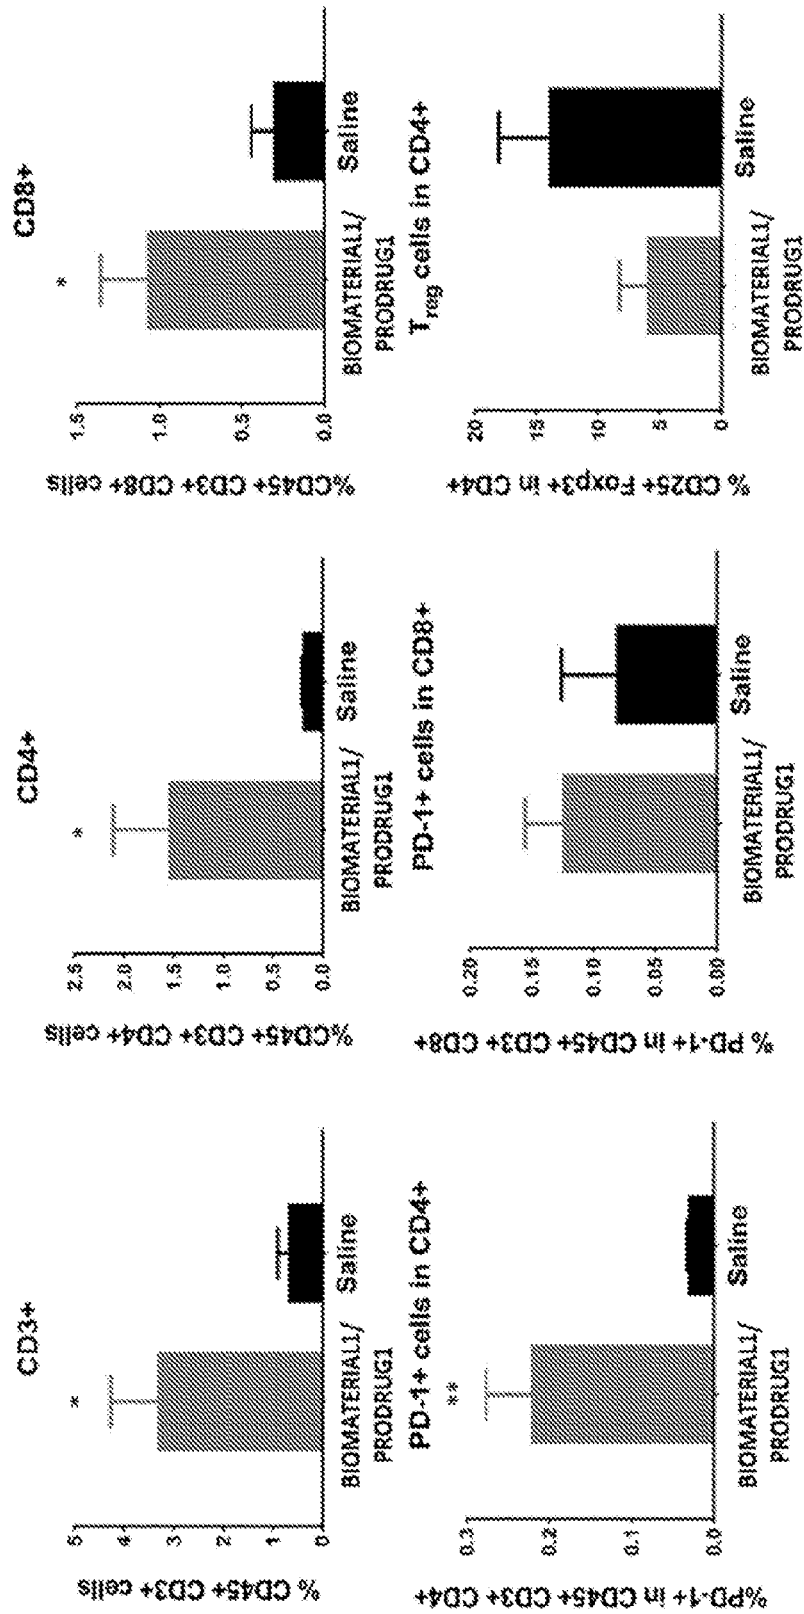 CD3+
% CD45+ CD3+ cells
5
4
3
2
1
0
*
BIOMATERIAL1/
PRODRUG1
Saline
CD4+
%CD45+ CD3+ CD4+ cells
2.5
2.0
1.5
1.0
0.5
0.0
*
BIOMATERIAL1/
PRODRUG1
Saline
CD8+
%CD45+ CD3+ CD8+ cells
1.5
1.0
0.5
0.0
*
BIOMATERIAL1/
PRODRUG1
Saline
PD-1+ cells in CD4+
%PD-1+ in CD45+ CD3+ CD4+
0.3
0.2
0.1
0.0
**
BIOMATERIAL1/
PRODRUG1
Saline
PD-1+ cells in CD8+
% PD-1+ in CD45+ CD3+ CD8+
0.20
0.15
0.10
0.05
0.00
BIOMATERIAL1/
PRODRUG1
Saline
Treg cells in CD4+
% CD25+ Foxp3+ in CD4+
20
15
10
5
0
BIOMATERIAL1/
PRODRUG1
Saline